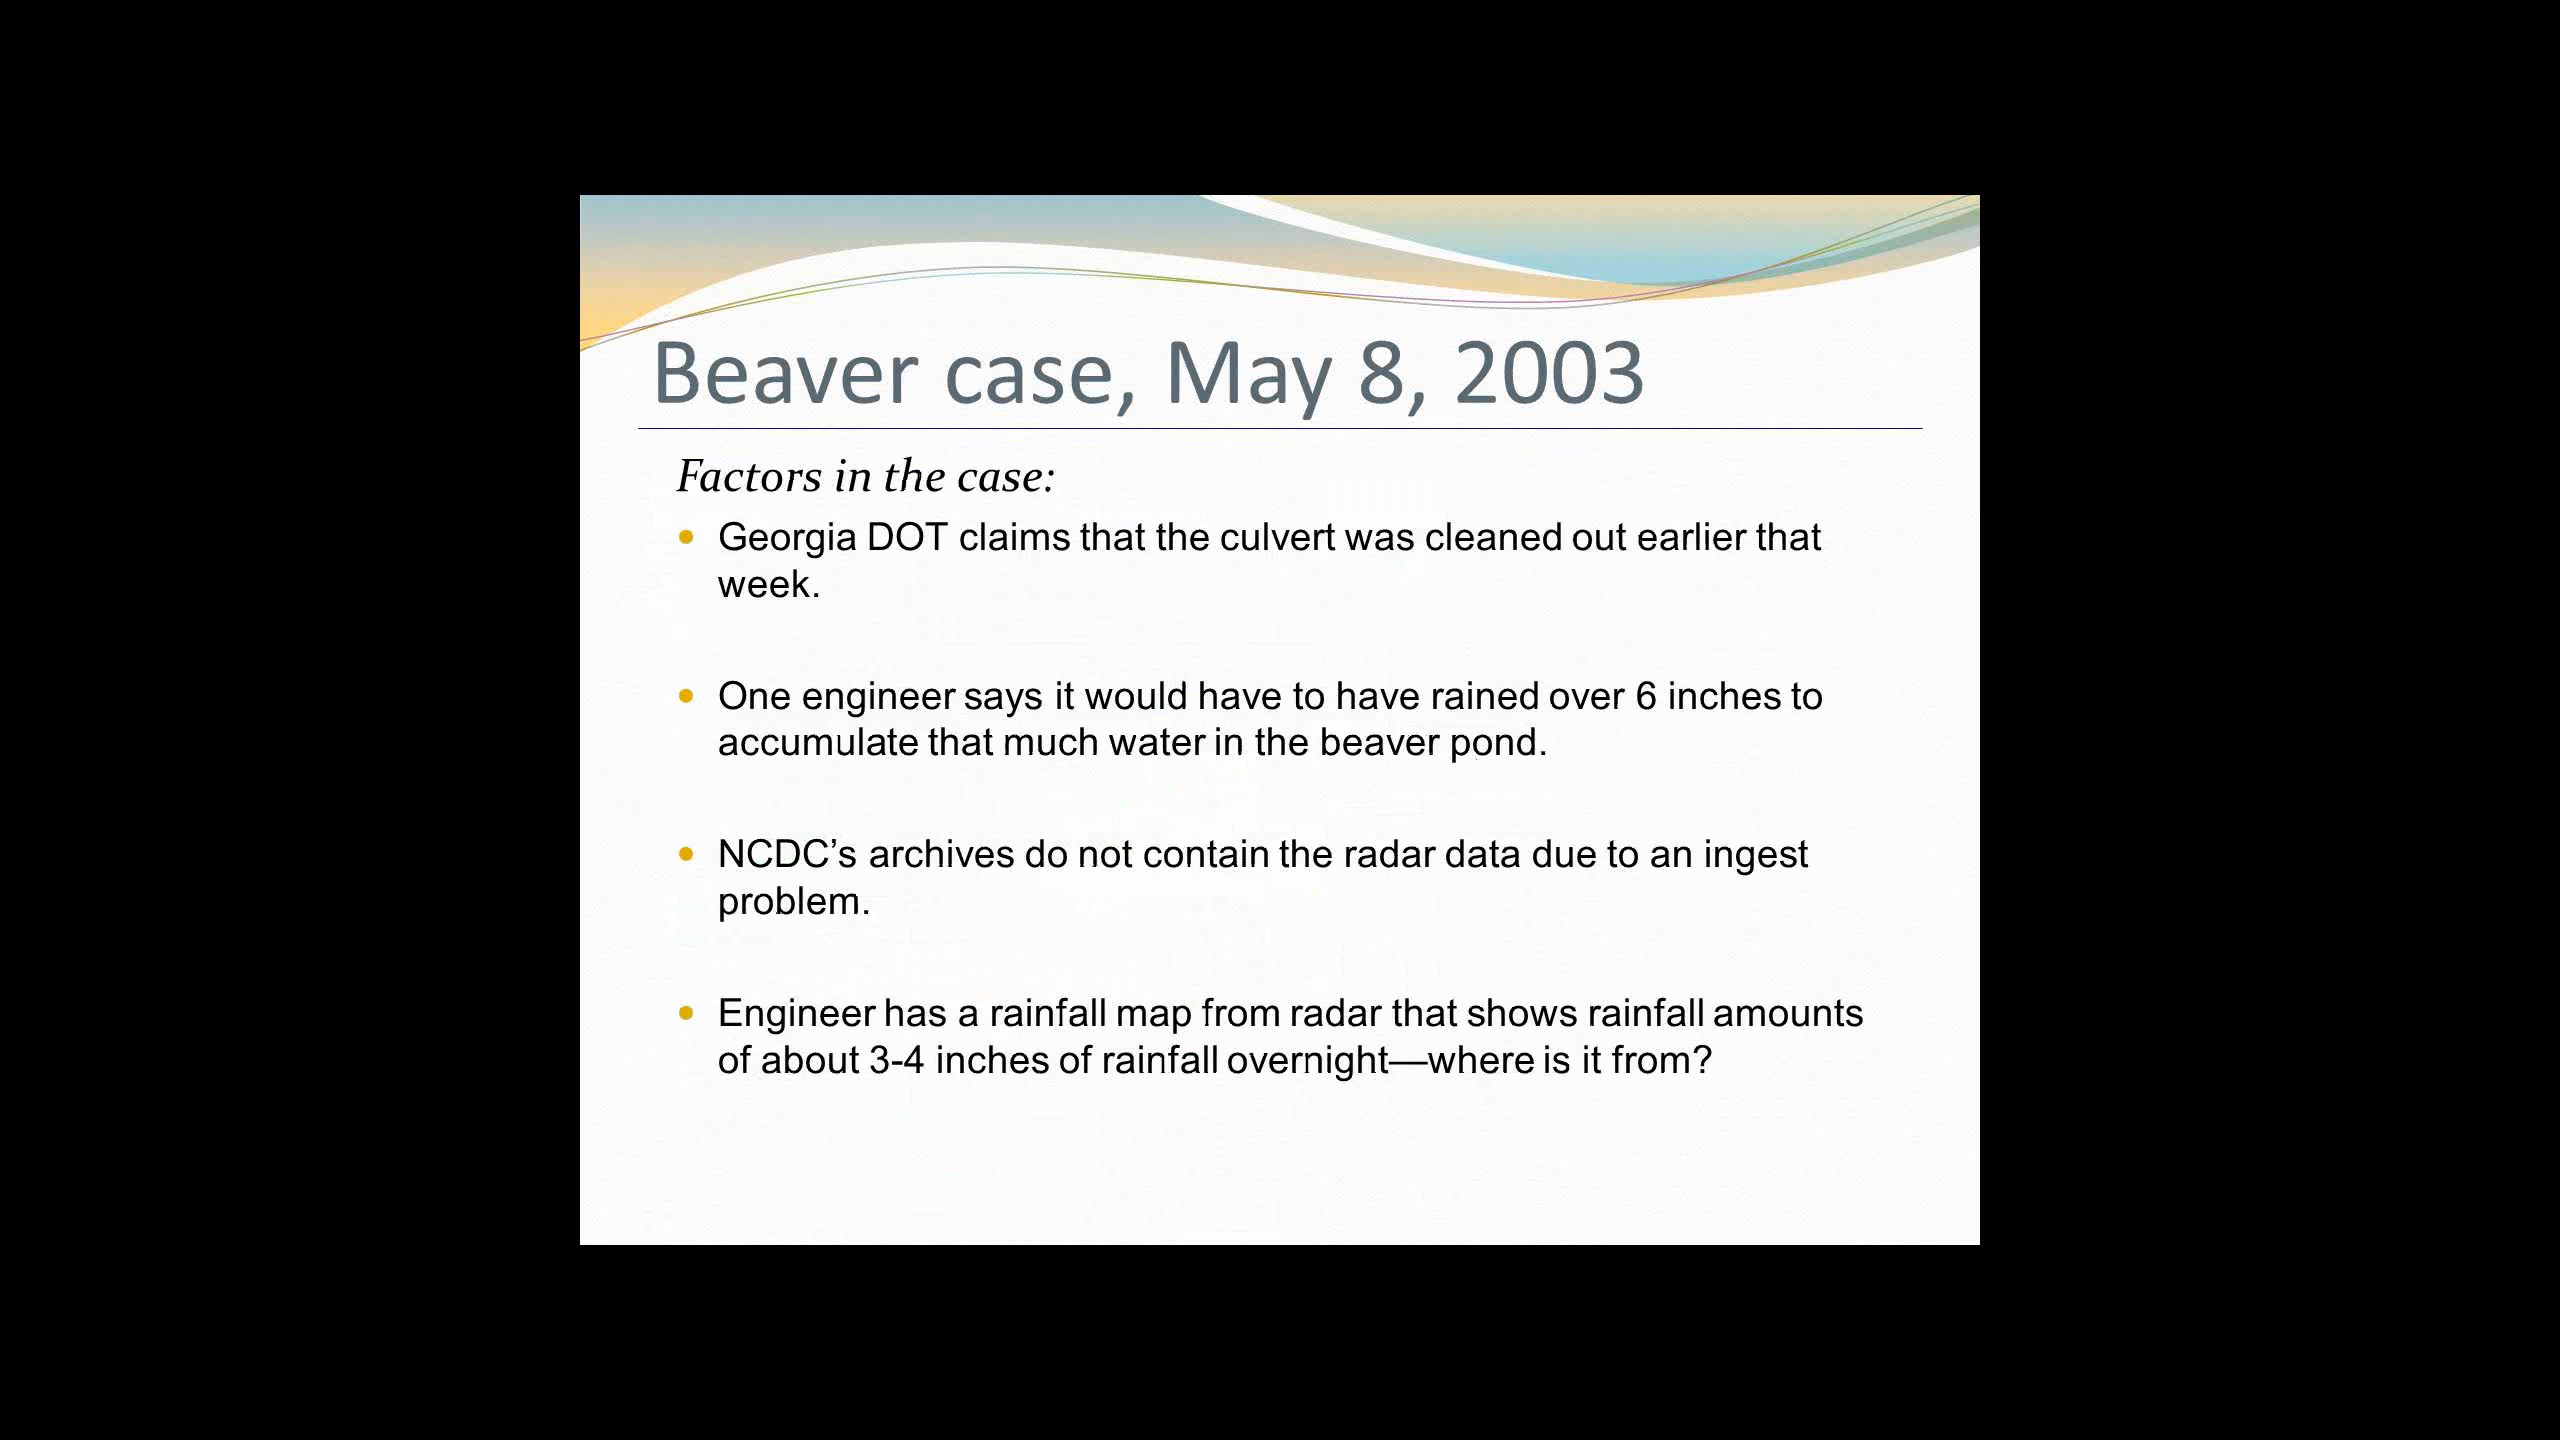 Beaver case, May 8, 2003
Factors in the case:
Georgia DOT claims that the culvert was cleaned out earlier that
week.
One engineer says it would have to have rained over 6 inches to
accumulate that much water in the beaver pond.
NCDC’s archives do not contain the radar data due to an ingest
problem.
Engineer has a rainfall map from radar that shows rainfall amounts
of about 3-4 inches of rainfall overnight—where is it from?